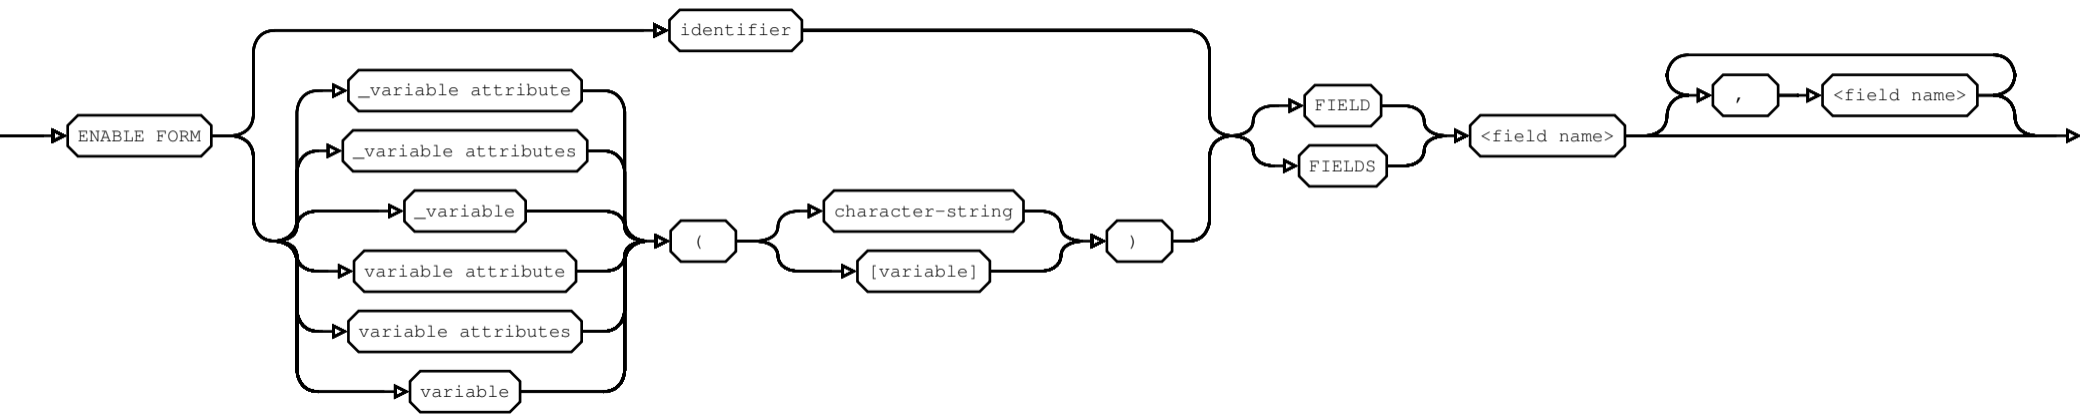 identifier
_variable attribute
FIELD
,
<field name>
ENABLE FORM
_variable attributes
<field name>
FIELDS
_variable
character-string
(
)
variable attribute
[variable]
variable attributes
variable